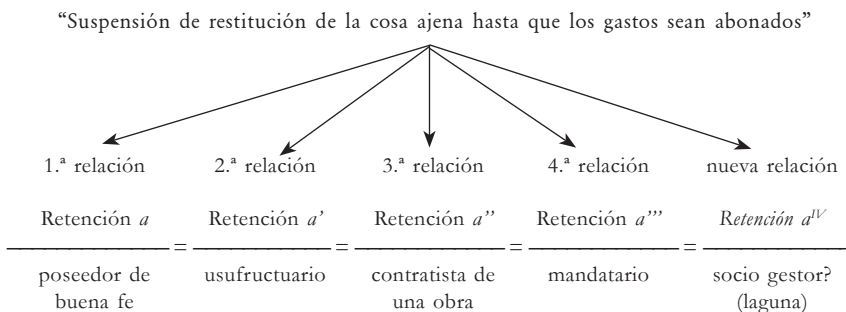 “Suspensión de restitución de la cosa ajena hasta que los gastos sean abonados”
1.ª relación 2.ª relación 3.ª relación 4.ª relación nueva relación
Retención a Retención a’ Retención a’’ Retención a’’’ Retención aIV
= = = =
poseedor de usufructuario contratista de mandatario socio gestor?
buena fe una obra (laguna)